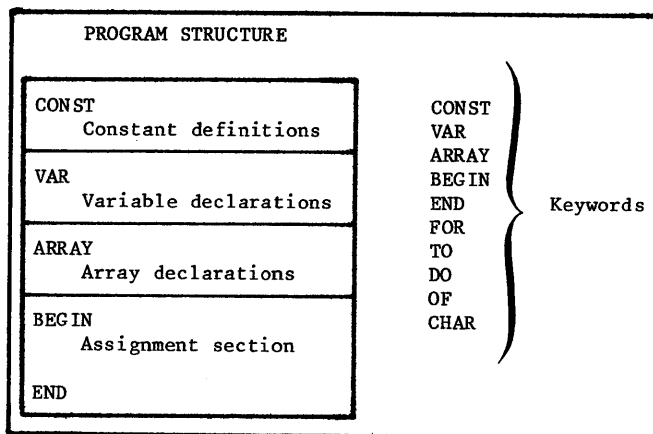 PROGRAM STRUCTURE
CONST
Constant definitions
VAR
Variable declarations
ARRAY
Array declarations
BEGIN
Assignment section
END
CONST
VAR
ARRAY
BEGIN
END
FOR
TO
DO
OF
CHAR
Keywords